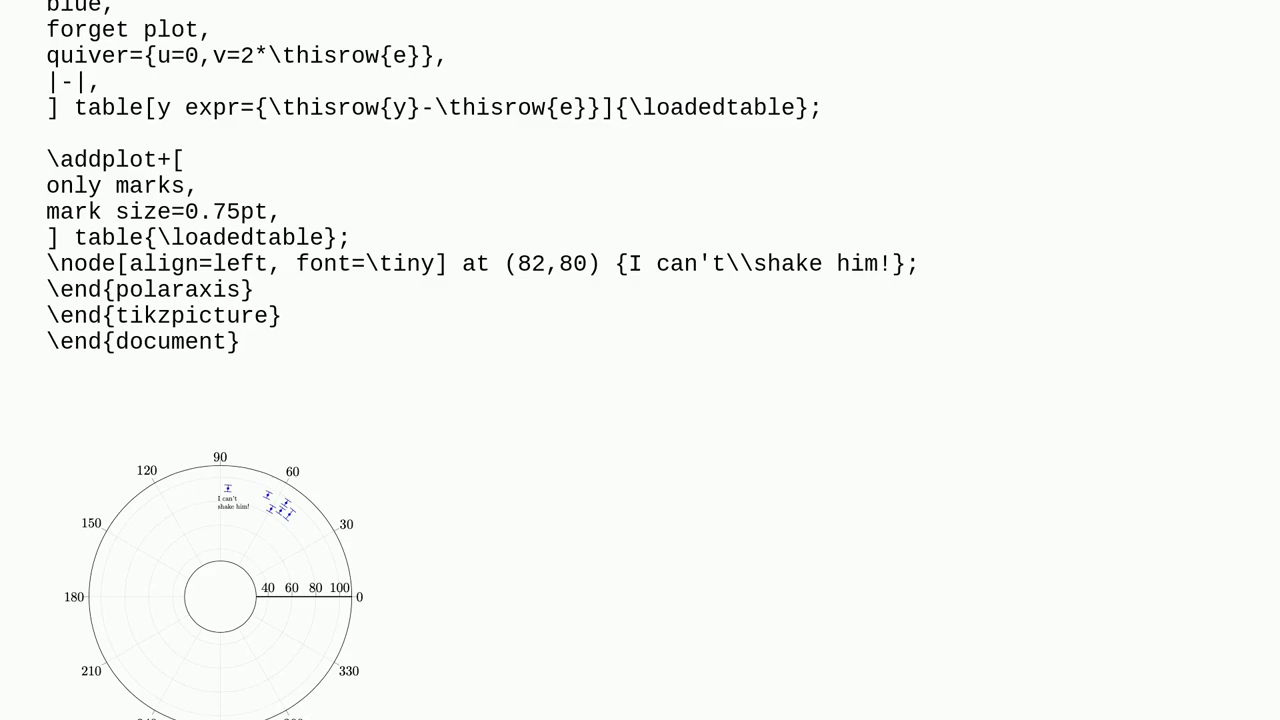 blue,
forget plot,
quiver={u=0,v=2*\thisrow{e}},
|-|,
] table[y expr={\thisrow{y}-\thisrow{e}}]{\loadedtable};
\addplot+[
only marks,
mark size=0.75pt,
] table{\loadedtable};
\node[align=left, font=\tiny] at (82,80) {I can't\\shake him!};
\end{polaraxis}
\end{tikzpicture}
\end{document}
90
120
60
I can't
shake him!
150
30
40 60 80 100
180
0
210
330